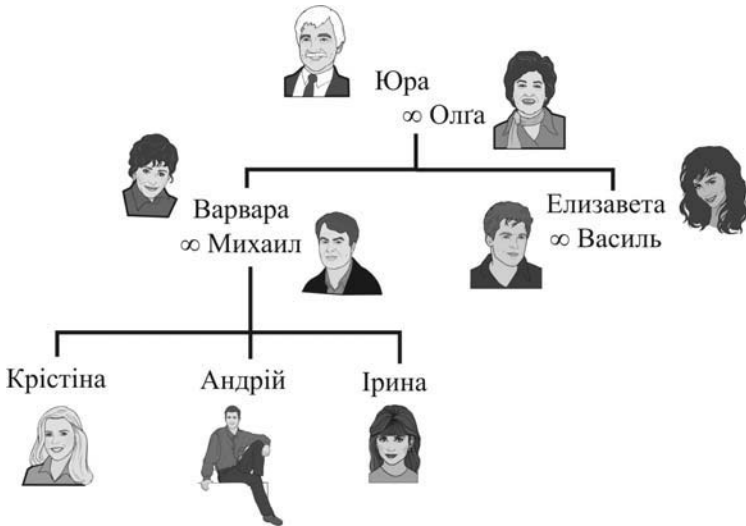 Юра
∞ Олґа
Варвара
∞ Михаил
Елизавета
∞ Василь
Крістіна
Андрій
Ірина